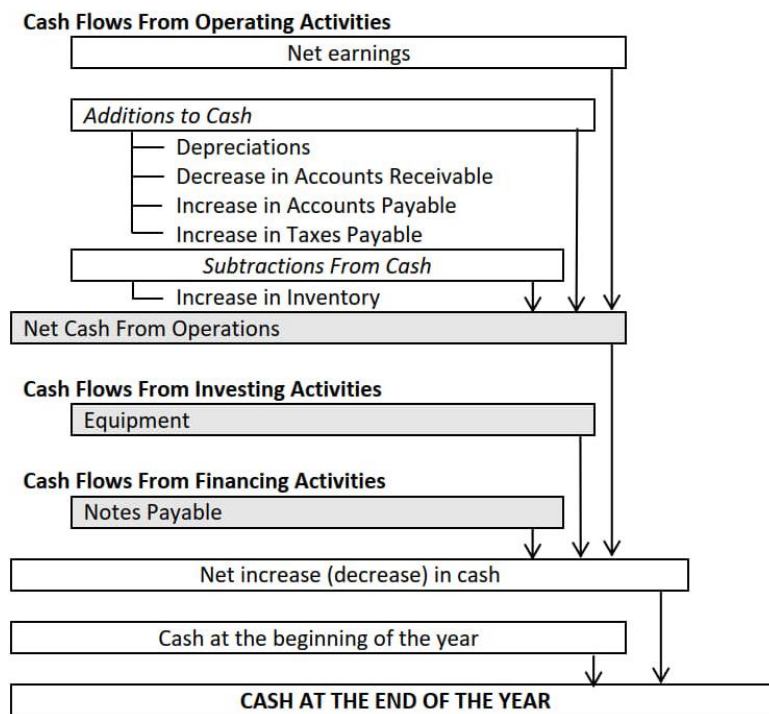 Cash Flows From Operating Activities
Net earnings
Additions to Cash
Depreciations
Decrease in Accounts Receivable
Increase in Accounts Payable
Increase in Taxes Payable
Subtractions From Cash
Increase in Inventory
Net Cash From Operations
Cash Flows From Investing Activities
Equipment
Cash Flows From Financing Activities
Notes Payable
Net increase (decrease) in cash
Cash at the beginning of the year
CASH AT THE END OF THE YEAR